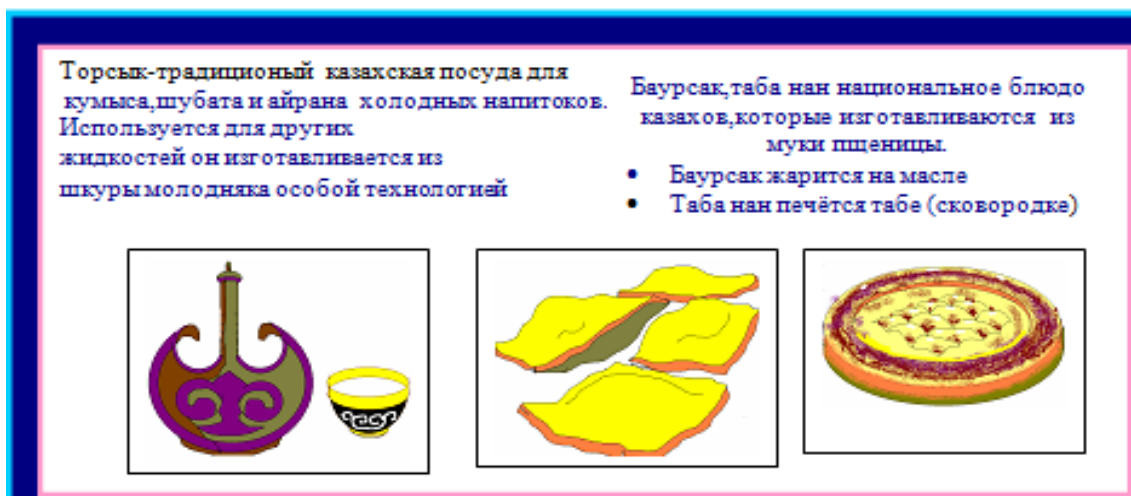 Торсык-традиционый казахская посуда для
кумыса,шубата и айрана холодных напитоков.
Используется для других
жидкостей он изготавливается из
шкуры молодняка особой технологией
Баурсак,таба нан национальное блюдо
казахов,которые изготавливаются из
муки пшеницы.
• Баурсак жарится на масле
• Таба нан печётся табе (сковородке)